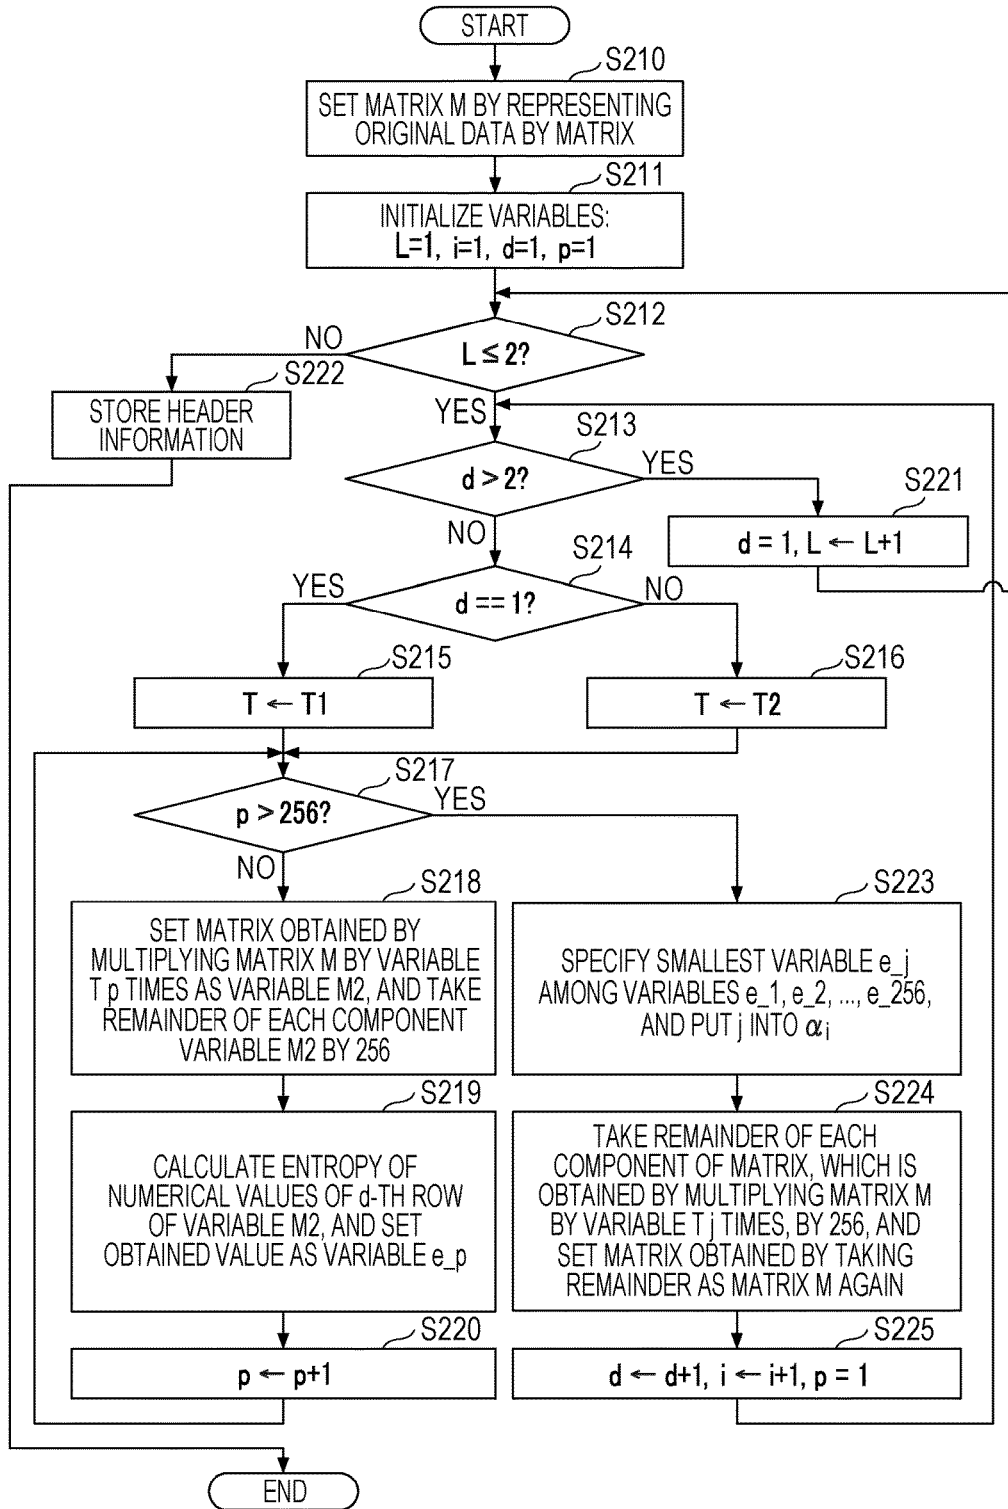 START
S210
SET MATRIX M BY REPRESENTING
ORIGINAL DATA BY MATRIX
S211
INITIALIZE VARIABLES:
L=1, i=1, d=1, p=1
S212
L ≤ 2?
NO
YES
S222
STORE HEADER
INFORMATION
S213
d > 2?
YES
NO
S221
d = 1, L ← L+1
S214
d == 1?
YES
NO
S215
T ← T1
S216
T ← T2
S217
p > 256?
YES
NO
S218
SET MATRIX OBTAINED BY
MULTIPLYING MATRIX M BY VARIABLE
T p TIMES AS VARIABLE M2, AND TAKE
REMAINDER OF EACH COMPONENT
VARIABLE M2 BY 256
S223
SPECIFY SMALLEST VARIABLE e_j
AMONG VARIABLES e_1, e_2, ..., e_256,
AND PUT j INTO αi
S219
CALCULATE ENTROPY OF
NUMERICAL VALUES OF d-TH ROW
OF VARIABLE M2, AND SET
OBTAINED VALUE AS VARIABLE e_p
S224
TAKE REMAINDER OF EACH
COMPONENT OF MATRIX, WHICH IS
OBTAINED BY MULTIPLYING MATRIX M
BY VARIABLE T j TIMES, BY 256, AND
SET MATRIX OBTAINED BY TAKING
REMAINDER AS MATRIX M AGAIN
S220
p ← p+1
S225
d ← d+1, i ← i+1, p = 1
END